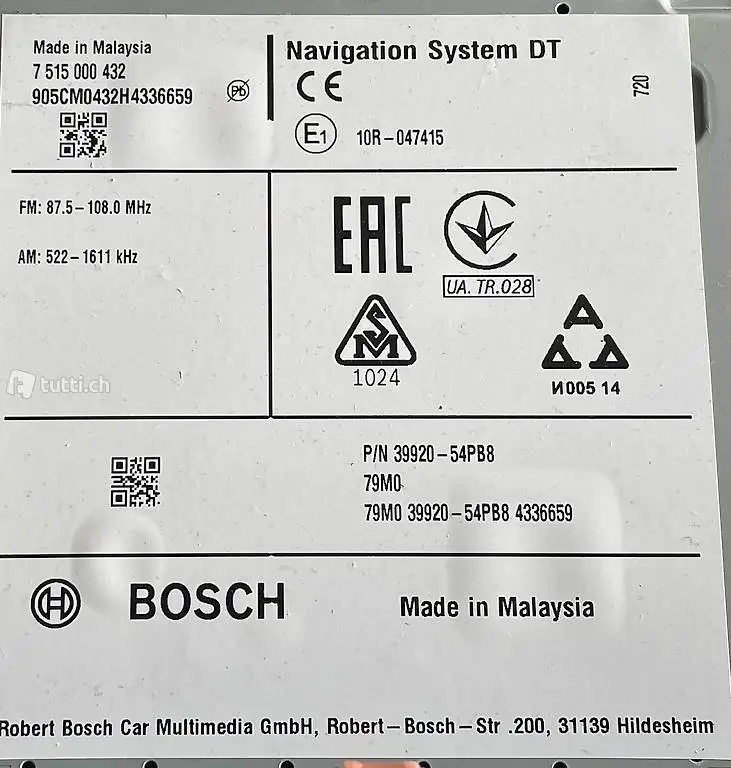 Made in Malaysia
7 515 000 432
905CM0432H4336659
Pb
Navigation System DT
CE
E1
10R-047415
720
FM: 87.5-108.0 MHz
AM: 522-1611 kHz
EAC
UA. TR.028
SM
1024
И005 14
tutti.ch
P/N 39920-54PB8
79M0
79M0 39920-54PB8 4336659
BOSCH
Made in Malaysia
Robert Bosch Car Multimedia GmbH, Robert-Bosch-Str .200, 31139 Hildesheim